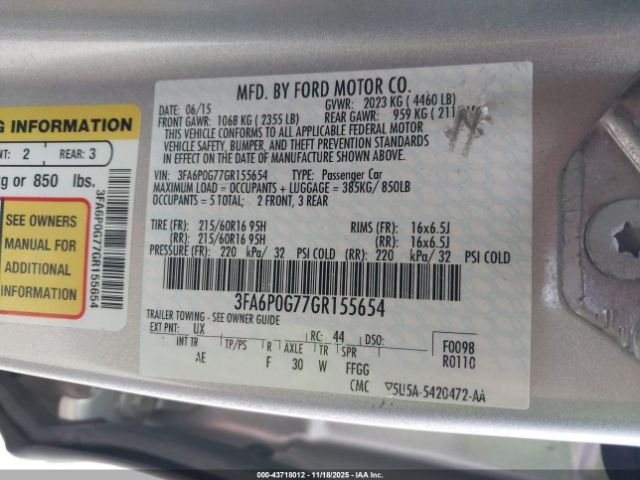 MFD. BY FORD MOTOR CO.
DATE: 06/15 GVWR: 2023 KG ( 4460 LB)
FRONT GAWR: 1068 KG ( 2355 LB) REAR GAWR: 959 KG ( 211
THIS VEHICLE CONFORMS TO ALL APPLICABLE FEDERAL MOTOR
VEHICLE SAFETY, BUMPER, AND THEFT PREVENTION STANDARDS
IN EFFECT ON THE DATE OF MANUFACTURE SHOWN ABOVE.
VIN: 3FA6P0G77GR155654 TYPE: Passenger Car
MAXIMUM LOAD = OCCUPANTS + LUGGAGE = 385KG/ 850LB
OCCUPANTS = 5 TOTAL; 2 FRONT, 3 REAR
TIRE (FR): 215/60R16 95H RIMS (FR): 16x6.5J
(RR): 215/60R16 95H (RR): 16x6.5J
PRESSURE (FR): 220 kPa/ 32 PSI COLD (RR): 220 kPa/ 32 PSI COLD
3FA6P0G77GR155654
TRAILER TOWING - SEE OWNER GUIDE
EXT PNT: UX RC: 44 DSO: F0098
INT TR TP/PS R AXLE TR SPR R0110
AE F 30 W FFGG
CMC 5U5A-5420472-AA
G INFORMATION
NT: 2 REAR: 3
kg or 850 lbs.
SEE OWNERS
MANUAL FOR
ADDITIONAL
INFORMATION
3FA6P0G77GR155654
000-43718012 - 11/18/2025 - IAAI.COM